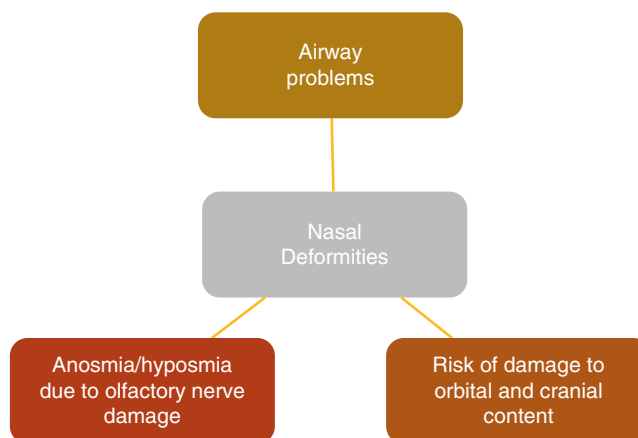 Airway
problems
Nasal
Deformities
Anosmia/hyposmia
due to olfactory nerve
damage
Risk of damage to
orbital and cranial
content